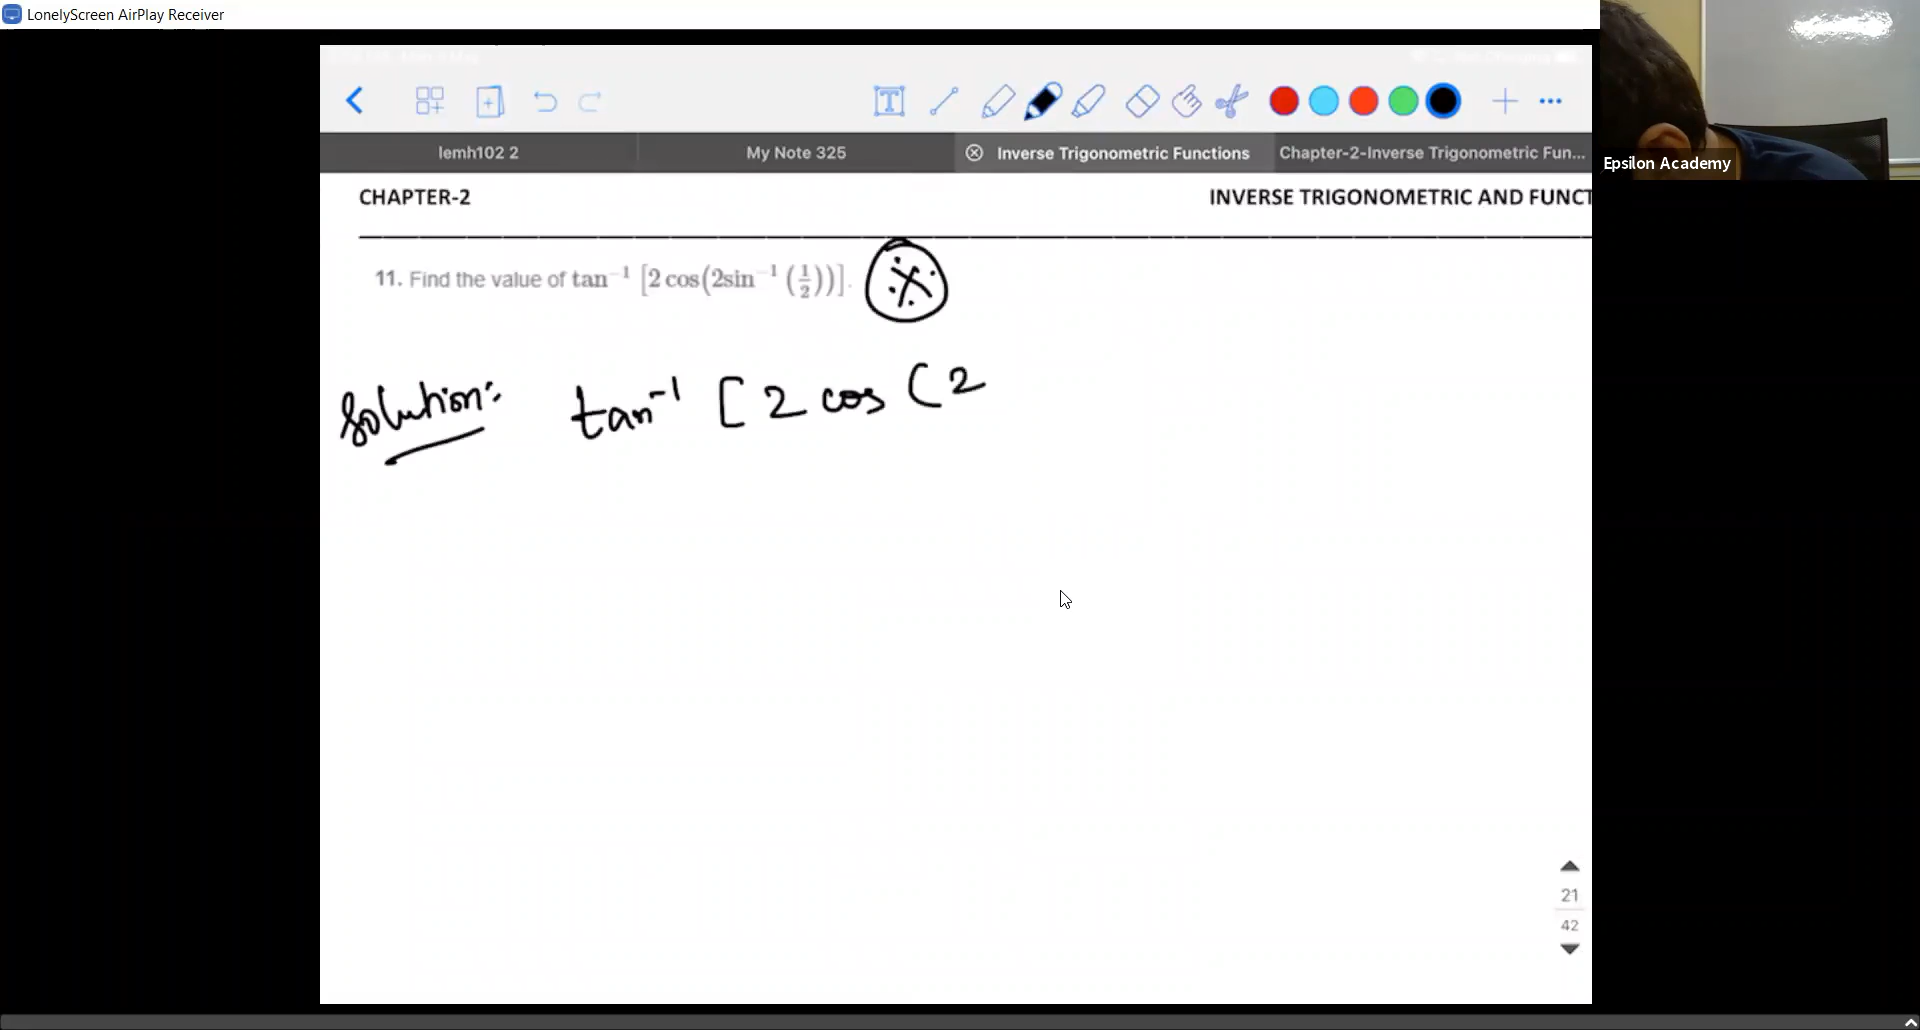 LonelyScreen AirPlay Receiver
lemh102 2
My Note 325
Inverse Trigonometric Functions
Chapter-2-Inverse Trigonometric Fun...
Epsilon Academy
CHAPTER-2
INVERSE TRIGONOMETRIC AND FUNCT
11. Find the value of tan⁻¹ [2 cos(2sin⁻¹ (1/2))].
Solution: tan⁻¹ [ 2 cos ( 2
21
42